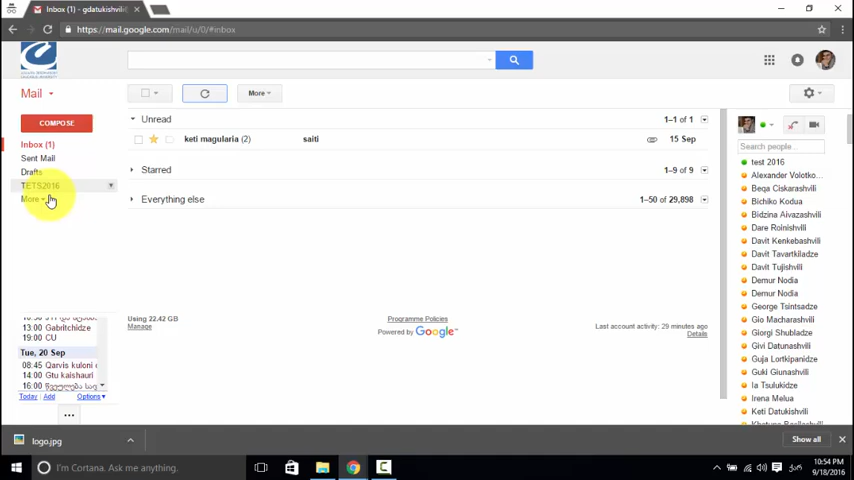 Inbox (1) - gdatukishvili
https://mail.google.com/mail/u/0/#inbox
Mail
More
COMPOSE
Unread
1–1 of 1
Inbox (1)
keti magularia (2)
saiti
15 Sep
Search people...
Sent Mail
test 2016
Drafts
Starred
1–9 of 9
Alexander Volotko...
TETS2016
Beqa Ciskarashvili
More
Everything else
1–50 of 29,898
Bichiko Kodua
Bidzina Aivazashvili
Dare Roinishvili
Davit Kenkebashvili
Davit Tavartkiladze
Davit Tujishvili
Demur Nodia
Demur Nodia
George Tsintsadze
Using 22.42 GB
Manage
Programme Policies
Powered by Google™
Last account activity: 29 minutes ago
Details
Gio Macharashvili
13:00 Gabritchidze
19:00 CU
Giorgi Shubladze
Tue, 20 Sep
Givi Datunashvili
08:45 Qarvis kuloni
14:00 Gtu kaishauri
Guja Lortkipanidze
Guki Giunashvili
16:00 წვეულება
Ia Tsulukidze
Today Add Options
Irena Melua
Keti Datukishvili
logo.jpg
Show all
I'm Cortana. Ask me anything.
ქარ
10:54 PM
9/18/2016